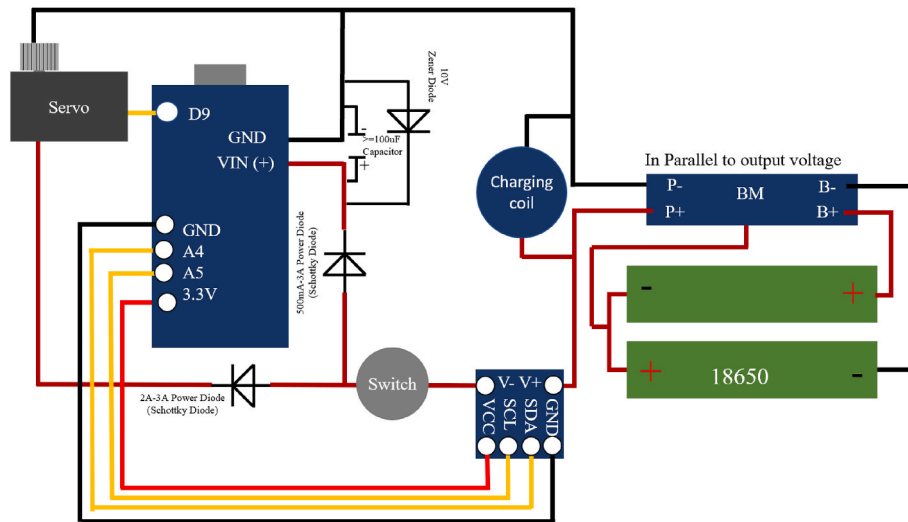 Servo
D9
GND
VIN (+)
-
>=100nF
Capacitor
+
10V
Zener Diode
Charging
coil
In Parallel to output voltage
P-
BM
B-
P+
B+
GND
A4
A5
3.3V
500mA-3A Power Diode
(Schottky Diode)
-
+
+
18650
-
Switch
2A-3A Power Diode
(Schottky Diode)
V-
V+
VCC
SCL
SDA
GND